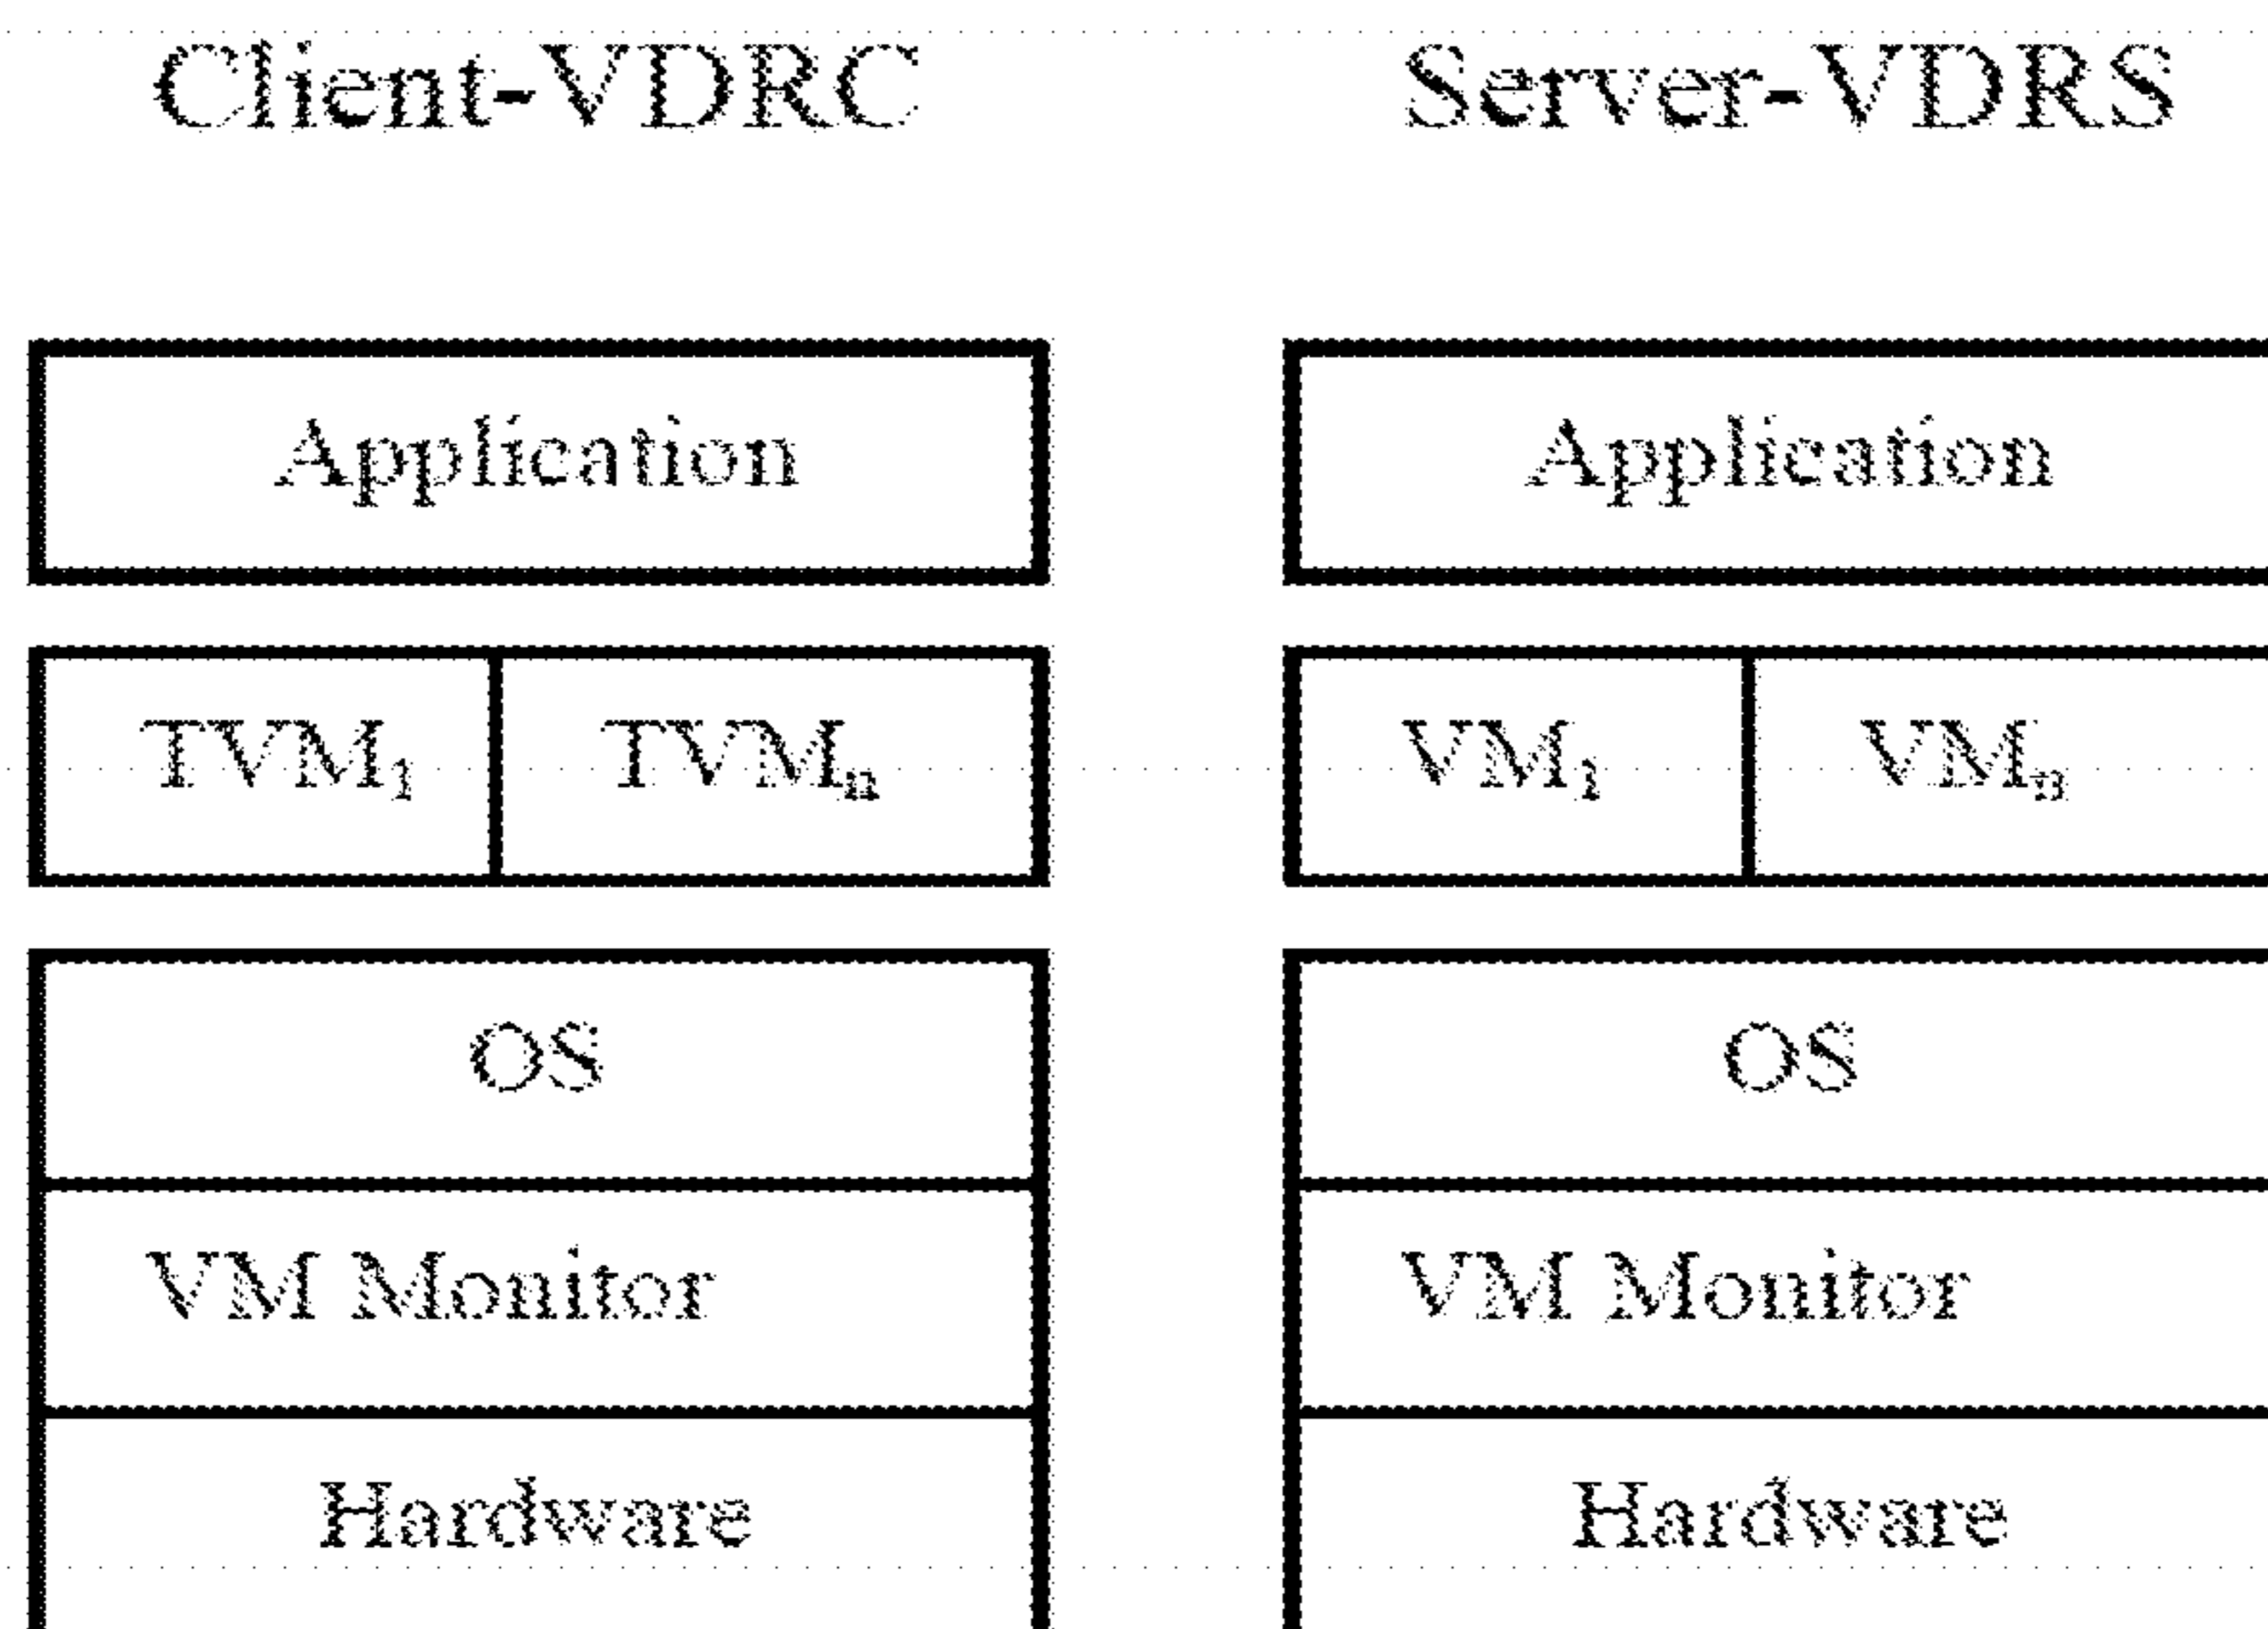 Client-VDRC Server-VDRS
Application Application
TVM₁ TVMₙ VM₁ VMₙ
OS OS
VM Monitor VM Monitor
Hardware Hardware